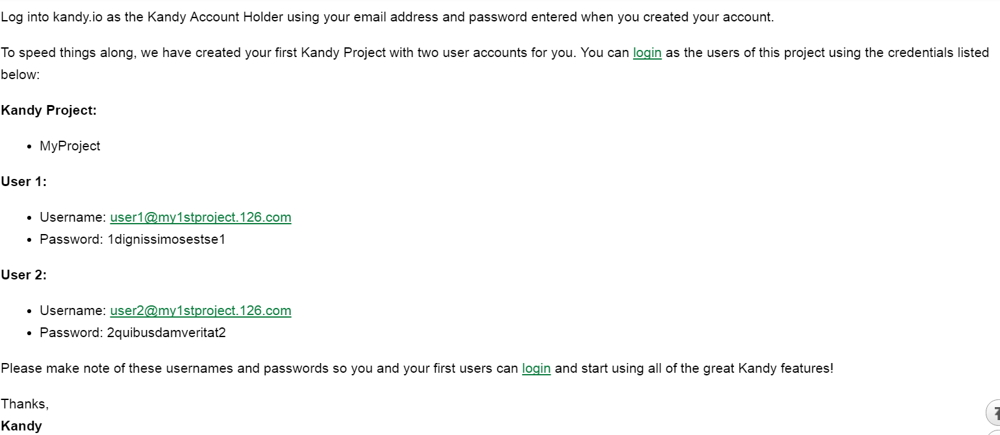 Log into kandy.io as the Kandy Account Holder using your email address and password entered when you created your account.
To speed things along, we have created your first Kandy Project with two user accounts for you. You can login as the users of this project using the credentials listed
below:
Kandy Project:
• MyProject
User 1:
• Username: user1@my1stproject.126.com
• Password: 1dignissimosestse1
User 2:
• Username: user2@my1stproject.126.com
• Password: 2quibusdamveritat2
Please make note of these usernames and passwords so you and your first users can login and start using all of the great Kandy features!
Thanks,
Kandy